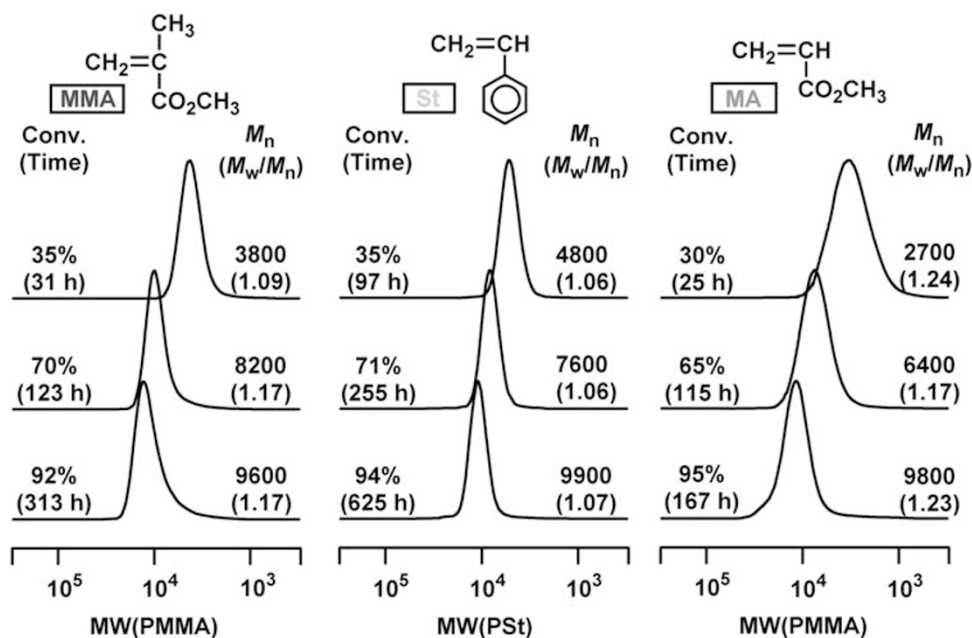 CH3
CH2=C
CO2CH3
MMA
Conv.
(Time)
Mn
(Mw/Mn)
35%
(31 h)
3800
(1.09)
70%
(123 h)
8200
(1.17)
92%
(313 h)
9600
(1.17)
10^5
10^4
10^3
MW(PMMA)
CH2=CH
St
Conv.
(Time)
Mn
(Mw/Mn)
35%
(97 h)
4800
(1.06)
71%
(255 h)
7600
(1.06)
94%
(625 h)
9900
(1.07)
10^5
10^4
10^3
MW(PSt)
CH2=CH
CO2CH3
MA
Conv.
(Time)
Mn
(Mw/Mn)
30%
(25 h)
2700
(1.24)
65%
(115 h)
6400
(1.17)
95%
(167 h)
9800
(1.23)
10^5
10^4
10^3
MW(PMMA)